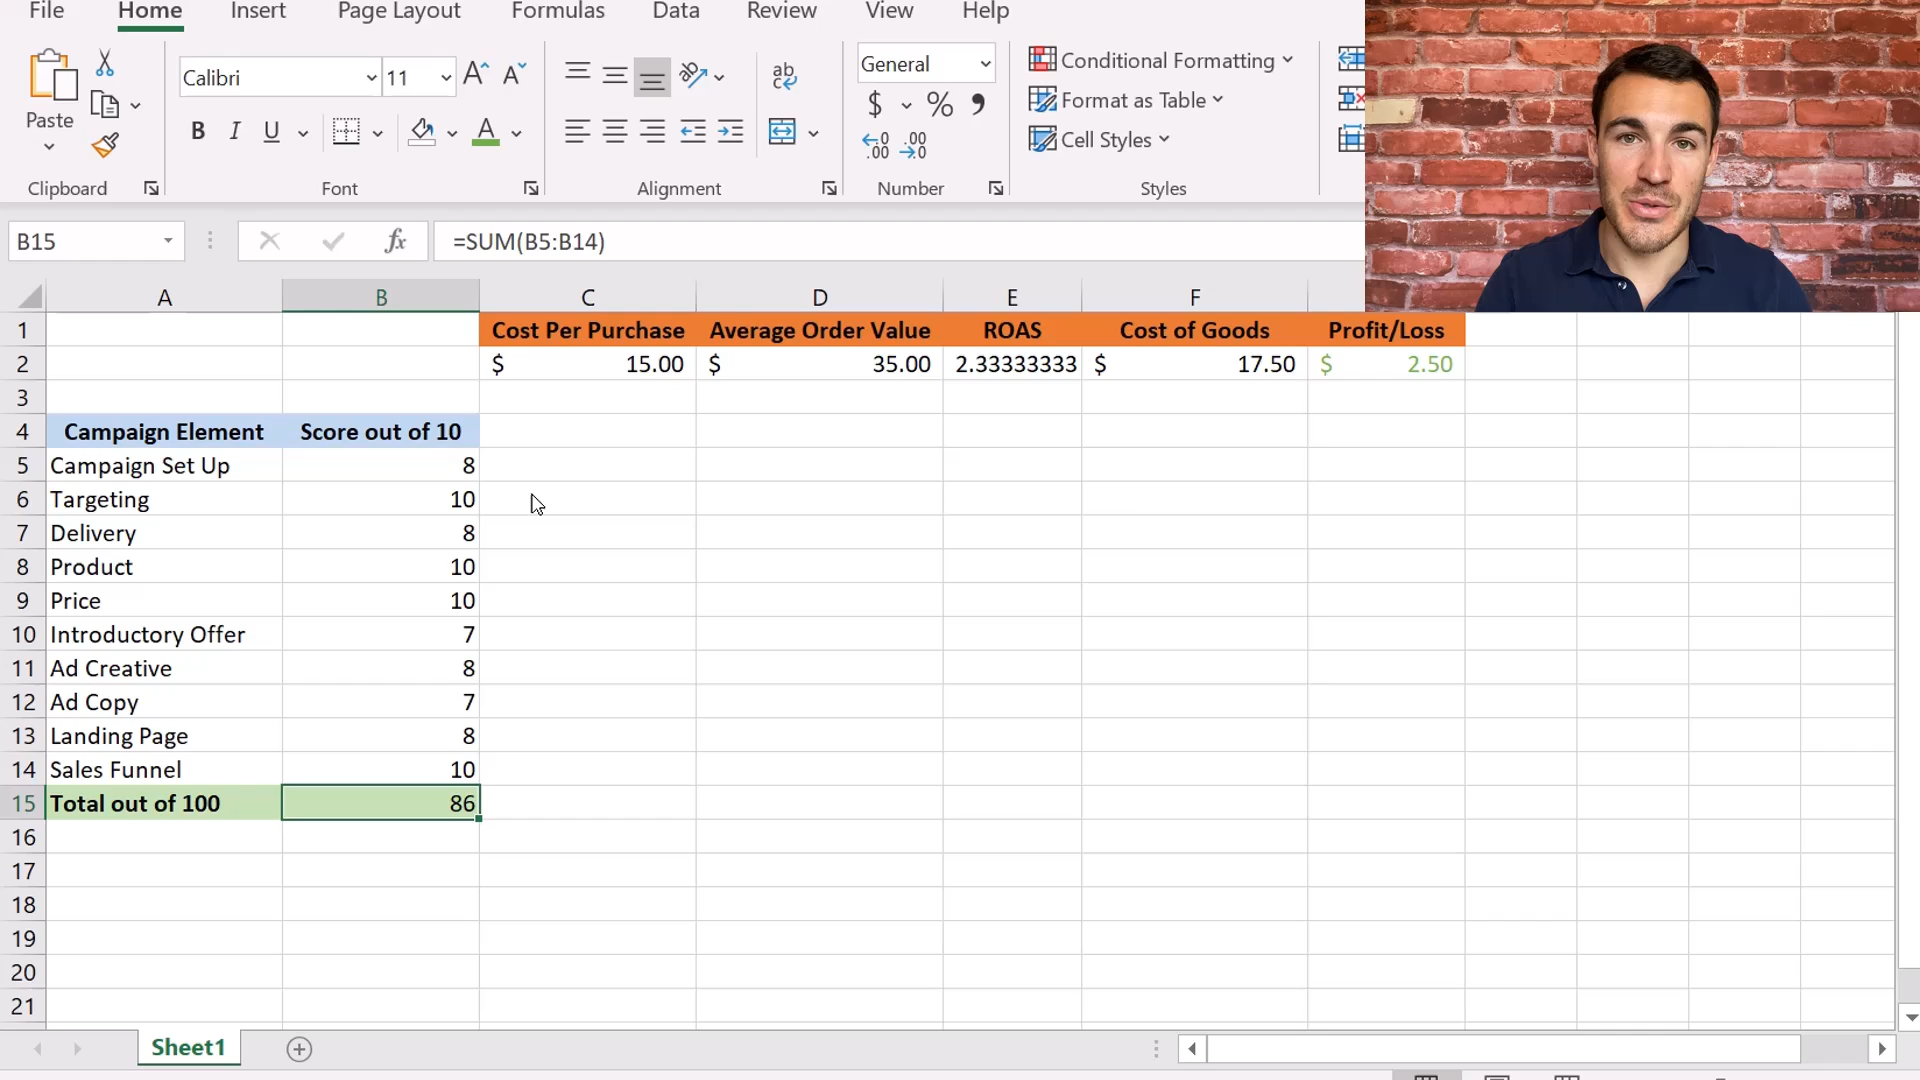 File Home Insert Page Layout Formulas Data Review View Help
Calibri 11 General Conditional Formatting
Format as Table
Paste Cell Styles
Clipboard Font Alignment Number Styles
B15 fx =SUM(B5:B14)
A B C D E F
1 Cost Per Purchase Average Order Value ROAS Cost of Goods Profit/Loss
2 $ 15.00 $ 35.00 2.33333333 $ 17.50 $ 2.50
3
4 Campaign Element Score out of 10
5 Campaign Set Up 8
6 Targeting 10
7 Delivery 8
8 Product 10
9 Price 10
10 Introductory Offer 7
11 Ad Creative 8
12 Ad Copy 7
13 Landing Page 8
14 Sales Funnel 10
15 Total out of 100 86
16
17
18
19
20
21
Sheet1